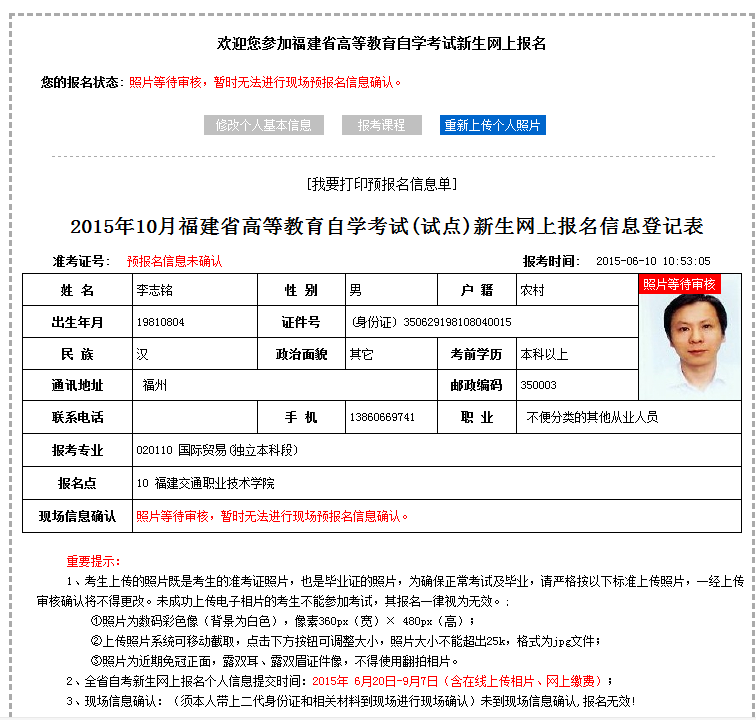 欢迎您参加福建省高等教育自学考试新生网上报名
您的报名状态：照片等待审核，暂时无法进行现场预报名信息确认。
修改个人基本信息 报考课程 重新上传个人照片
[我要打印预报名信息单]
2015年10月福建省高等教育自学考试(试点)新生网上报名信息登记表
准考证号： 预报名信息未确认 报考时间： 2015-06-10 10:53:05
姓 名 李志铭 性 别 男 户 籍 农村 照片等待审核
出生年月 19810804 证件号 (身份证) 350629198108040015
民 族 汉 政治面貌 其它 考前学历 本科以上
通讯地址 福州 邮政编码 350003
联系电话 手 机 13860669741 职 业 不便分类的其他从业人员
报考专业 020110 国际贸易(独立本科段)
报名点 10 福建交通职业技术学院
现场信息确认 照片等待审核，暂时无法进行现场预报名信息确认。
重要提示：
1、考生上传的照片既是考生的准考证照片，也是毕业证的照片，为确保正常考试及毕业，请严格按以下标准上传照片，一经上传
审核确认将不得更改。未成功上传电子相片的考生不能参加考试，其报名一律视为无效。;
①照片为数码彩色像（背景为白色），像素360px（宽）× 480px（高）；
②上传照片系统可移动截取，点击下方按钮可调整大小，照片大小不能超出25k，格式为jpg文件；
③照片为近期免冠正面，露双耳、露双眉证件像，不得使用翻拍相片。
2、全省自考新生网上报名个人信息提交时间：2015年 6月20日-9月7日（含在线上传相片、网上缴费）；
3、现场信息确认：（须本人带上二代身份证和相关材料到现场进行现场确认）未到现场信息确认,报名无效!